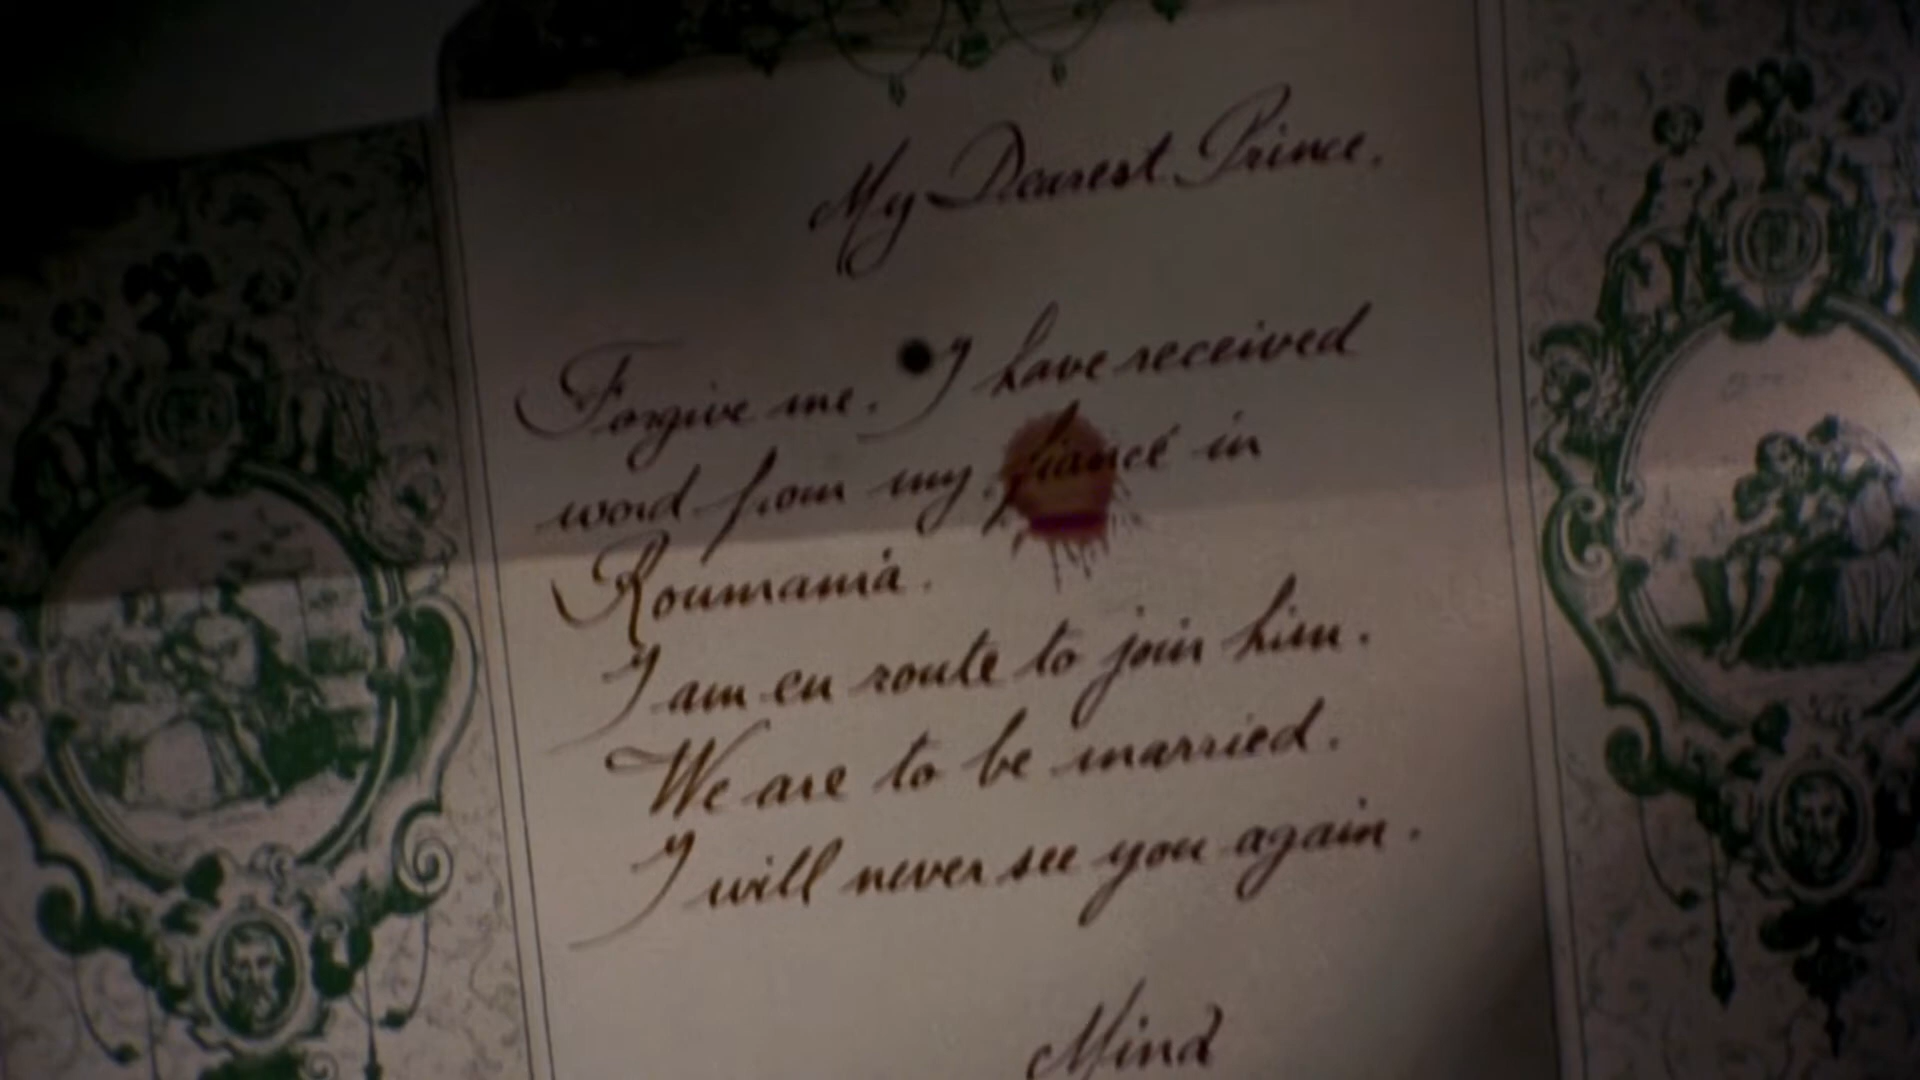 My Dearest Prince.
Forgive me. I have received
word from my fiancé in
Roumania.
I am en route to join him.
We are to be married.
I will never see you again.
Mina